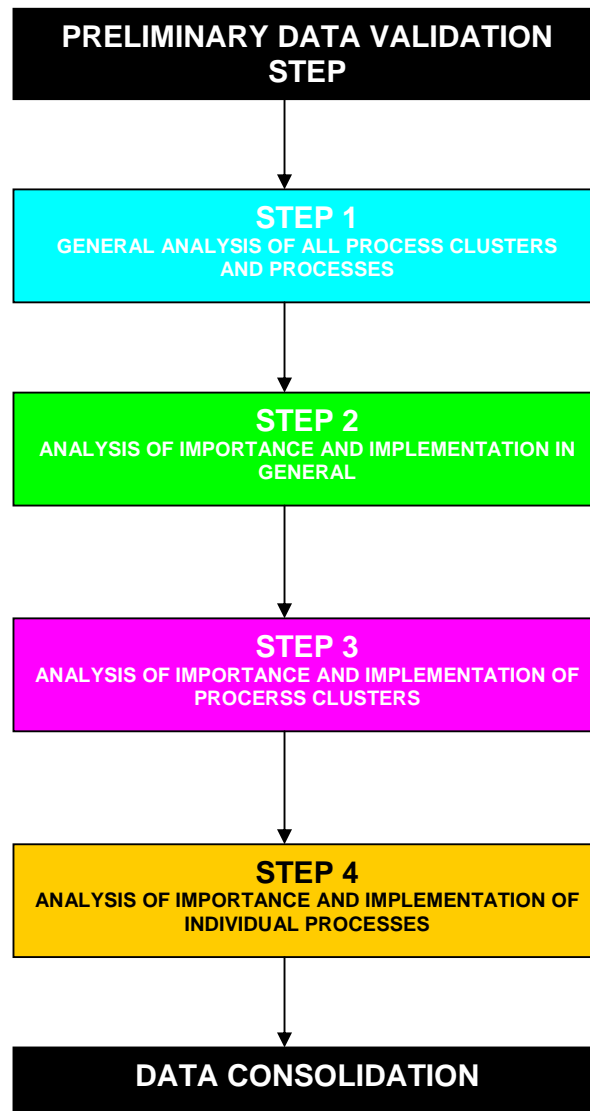 PRELIMINARY DATA VALIDATION
STEP
STEP 1
GENERAL ANALYSIS OF ALL PROCESS CLUSTERS
AND PROCESSES
STEP 2
ANALYSIS OF IMPORTANCE AND IMPLEMENTATION IN
GENERAL
STEP 3
ANALYSIS OF IMPORTANCE AND IMPLEMENTATION OF
PROCERSS CLUSTERS
STEP 4
ANALYSIS OF IMPORTANCE AND IMPLEMENTATION OF
INDIVIDUAL PROCESSES
DATA CONSOLIDATION